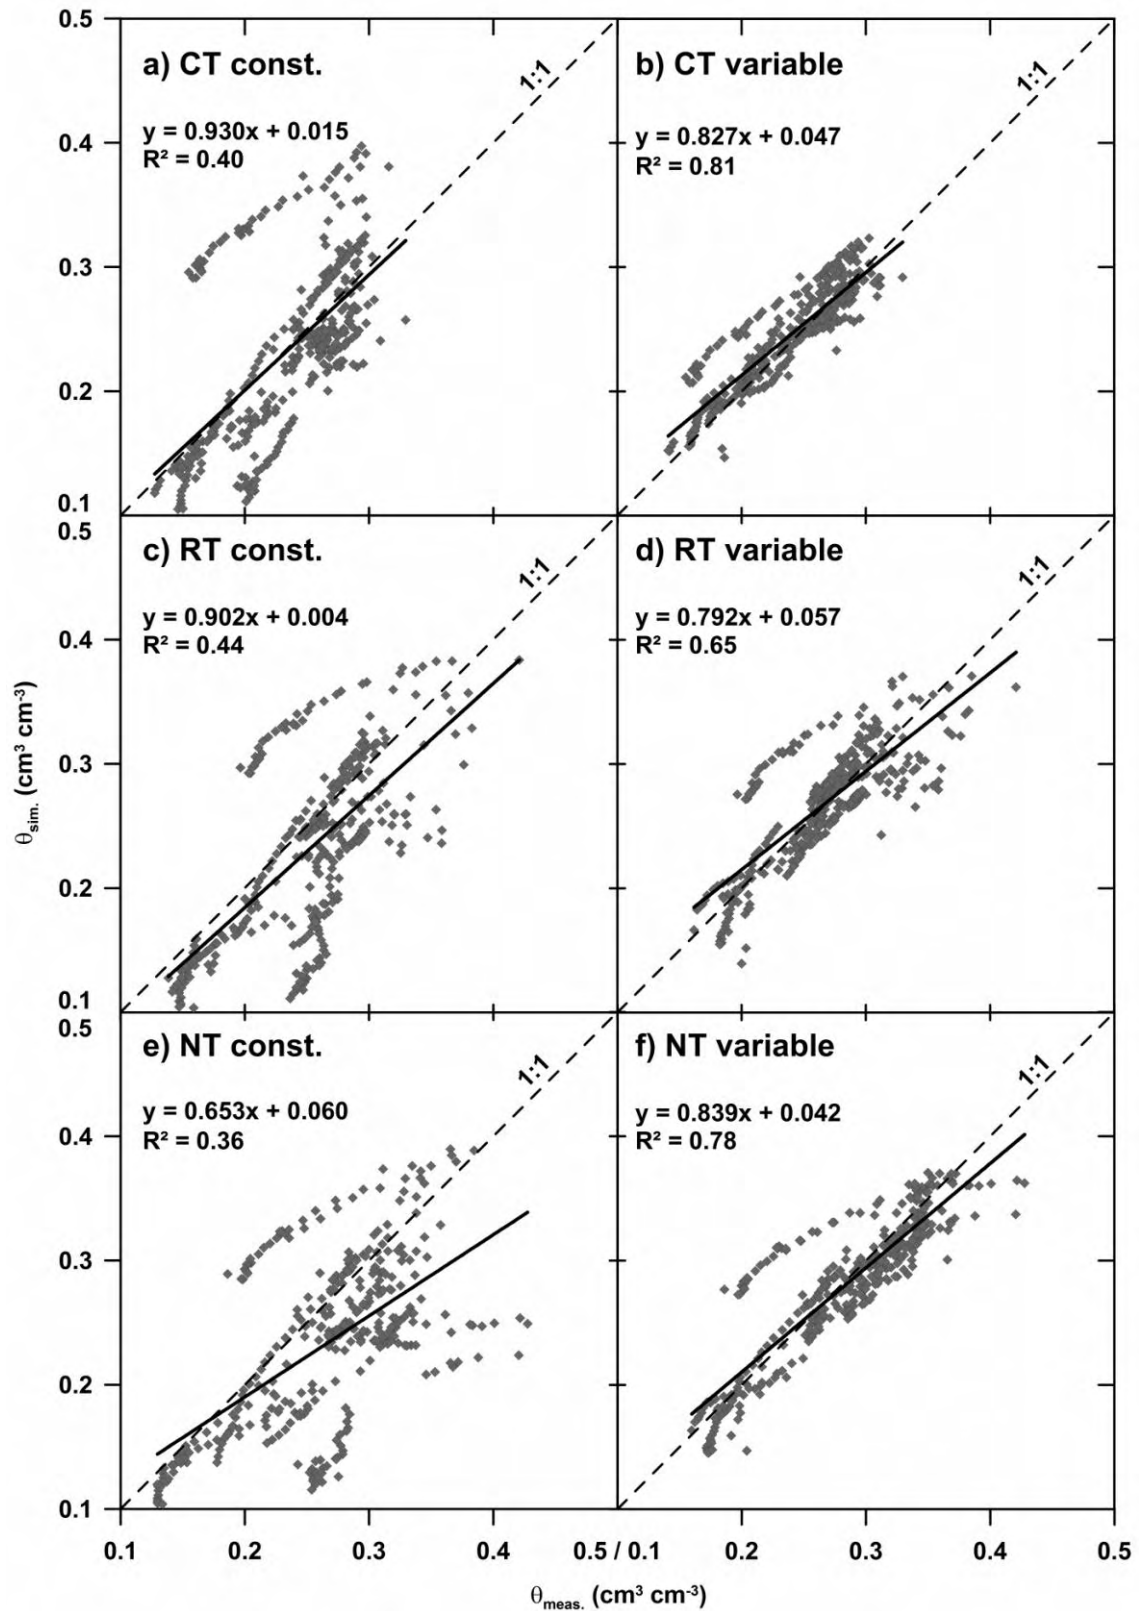 0.5
a) CT const.
1:1
y = 0.930x + 0.015
R² = 0.40
b) CT variable
1:1
y = 0.827x + 0.047
R² = 0.81
0.4
0.3
0.2
0.1
0.5
c) RT const.
1:1
y = 0.902x + 0.004
R² = 0.44
d) RT variable
1:1
y = 0.792x + 0.057
R² = 0.65
0.4
0.3
0.2
0.1
θsim. (cm³ cm⁻³)
0.5
e) NT const.
1:1
y = 0.653x + 0.060
R² = 0.36
f) NT variable
1:1
y = 0.839x + 0.042
R² = 0.78
0.4
0.3
0.2
0.1
0.1 0.2 0.3 0.4 0.5 / 0.1 0.2 0.3 0.4 0.5
θmeas. (cm³ cm⁻³)